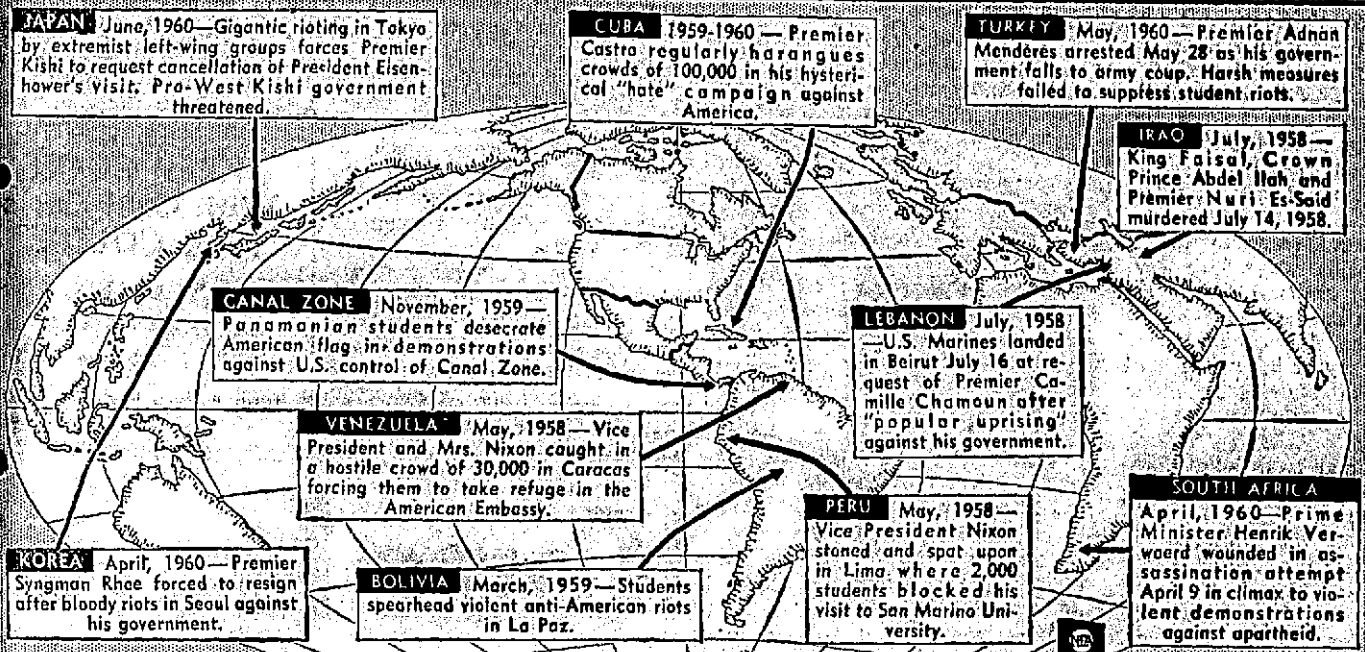 JAPAN June, 1960—Gigantic rioting in Tokyo
by extremist left-wing groups forces Premier
Kishi to request cancellation of President Eisen-
hower's visit. Pro-West Kishi government
threatened.
CUBA 1959-1960 — Premier
Castro regularly harangues
crowds of 100,000 in his hysteri-
cal "hate" campaign against
America.
TURKEY May, 1960—Premier Adnan
Menderes arrested May 28 as his govern-
ment falls to army coup. Harsh measures
failed to suppress student riots.
IRAQ July, 1958—
King Faisal, Crown
Prince Abdel Ilah and
Premier Nuri Es-Said
murdered July 14, 1958.
CANAL ZONE November, 1959—
Panamanian students desecrate
American flag in demonstrations
against U.S. control of Canal Zone.
LEBANON July, 1958
—U.S. Marines landed
in Beirut July 16 at re-
quest of Premier Ca-
mille Chamoun after
"popular uprising"
against his government.
VENEZUELA May, 1958—Vice
President and Mrs. Nixon caught in
a hostile crowd of 30,000 in Caracas
forcing them to take refuge in the
American Embassy.
PERU May, 1958—
Vice President Nixon
stoned and spat upon
in Lima where 2,000
students blocked his
visit to San Marino Uni-
versity.
SOUTH AFRICA
April, 1960—Prime
Minister Henrik Ver-
woerd wounded in as-
sassination attempt
April 9 in climax to vio-
lent demonstrations
against apartheid.
KOREA April, 1960—Premier
Syngman Rhee forced to resign
after bloody riots in Seoul against
his government.
BOLIVIA March, 1959—Students
spearhead violent anti-American riots
in La Paz.
NEA